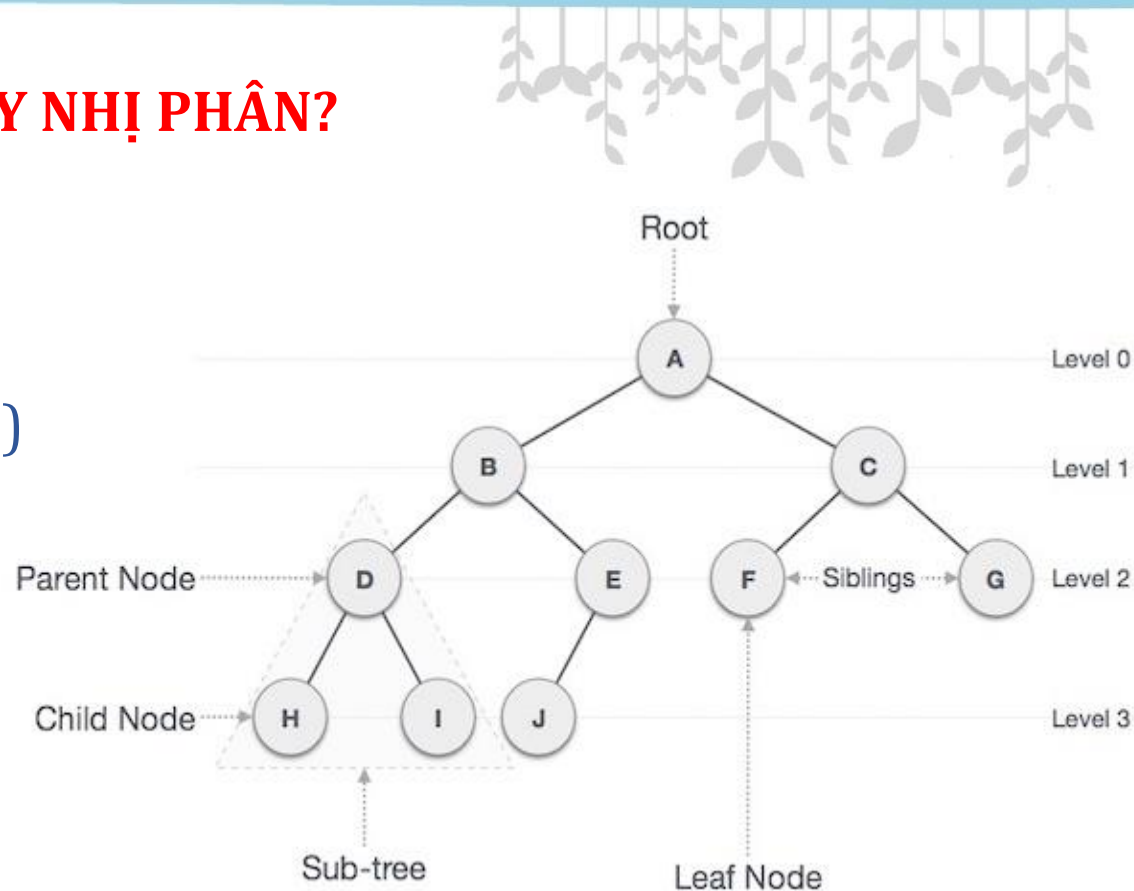 Y NHỊ PHÂN?
Root
A
Level 0
)
B
C
Level 1
Parent Node
D
E
F
Siblings
G
Level 2
Child Node
H
I
J
Level 3
Sub-tree
Leaf Node